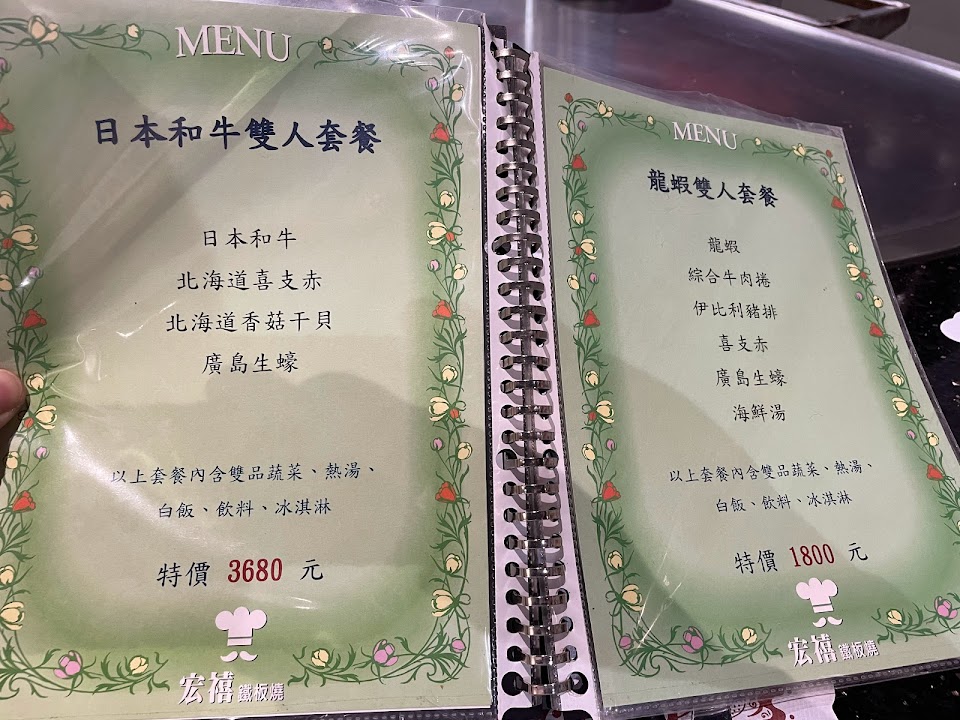 MENU
日本和牛雙人套餐
日本和牛
北海道喜支赤
北海道香菇干貝
廣島生蠔
以上套餐內含雙品蔬菜、熱湯、
白飯、飲料、冰淇淋
特價 3680 元
宏禧 鐵板燒
MENU
龍蝦雙人套餐
龍蝦
綜合牛肉捲
伊比利豬排
喜支赤
廣島生蠔
海鮮湯
以上套餐內含雙品蔬菜、熱湯、
白飯、飲料、冰淇淋
特價 1800 元
宏禧 鐵板燒